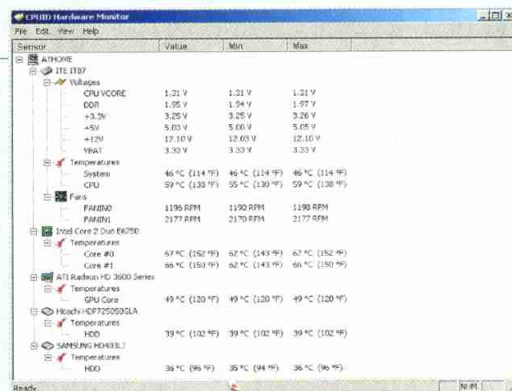 CPUID Hardware Monitor
File Edit View Help
Sensor Value Min Max
ATHOME
ITE IT87
Voltages
CPU VCORE 1.31 V 1.31 V 1.31 V
DDR 1.95 V 1.94 V 1.97 V
+3.3V 3.25 V 3.25 V 3.26 V
+5V 5.03 V 5.00 V 5.05 V
+12V 12.10 V 12.03 V 12.10 V
VBAT 3.33 V 3.33 V 3.33 V
Temperatures
System 46 °C (114 °F) 46 °C (114 °F) 46 °C (114 °F)
CPU 59 °C (138 °F) 55 °C (130 °F) 59 °C (138 °F)
Fans
FANIN0 1196 RPM 1190 RPM 1198 RPM
FANIN1 2177 RPM 2170 RPM 2177 RPM
Intel Core 2 Duo E6750
Temperatures
Core #0 67 °C (152 °F) 62 °C (143 °F) 67 °C (152 °F)
Core #1 66 °C (150 °F) 62 °C (143 °F) 66 °C (150 °F)
ATI Radeon HD 3600 Series
Temperatures
GPU Core 49 °C (120 °F) 49 °C (120 °F) 49 °C (120 °F)
Hitachi HDP725050GLA
Temperatures
HDD 39 °C (102 °F) 39 °C (102 °F) 39 °C (102 °F)
SAMSUNG
Temperatures
HDD 36 °C (96 °F) 35 °C (94 °F) 36 °C (96 °F)
Ready NUM